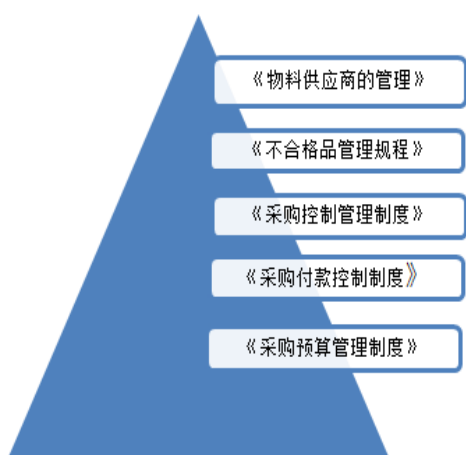 《物料供应商的管理》
《不合格品管理规程》
《采购控制管理制度》
《采购付款控制制度》
《采购预算管理制度》